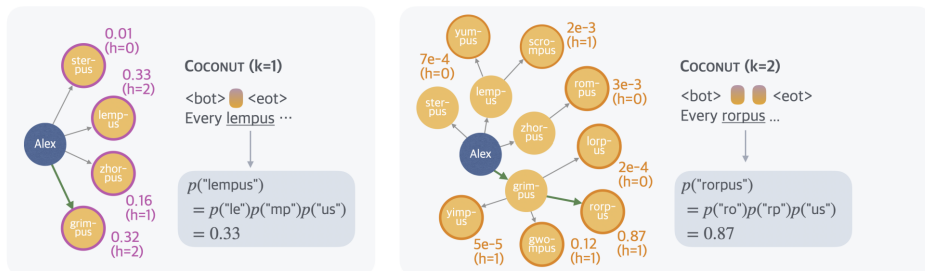 0.01
(h=0)
ster-
pus
0.33
(h=2)
lemp-
us
Alex
zhor-
pus
0.16
(h=1)
grim-
pus
0.32
(h=2)
COCONUT (k=1)
<bot> <eot>
Every lempus ...
p("lempus")
= p("le")p("mp")p("us")
= 0.33
yum-
pus
7e-4
(h=0)
scro-
mpus
2e-3
(h=1)
ster-
pus
lemp-
us
rom-
pus
3e-3
(h=0)
zhor-
pus
Alex
lorp-
us
2e-4
(h=0)
grim-
pus
yimp-
us
5e-5
(h=1)
gwo-
mpus
0.12
(h=1)
rorp-
us
0.87
(h=1)
COCONUT (k=2)
<bot> <eot>
Every rorpus ...
p("rorpus")
= p("ro")p("rp")p("us")
= 0.87